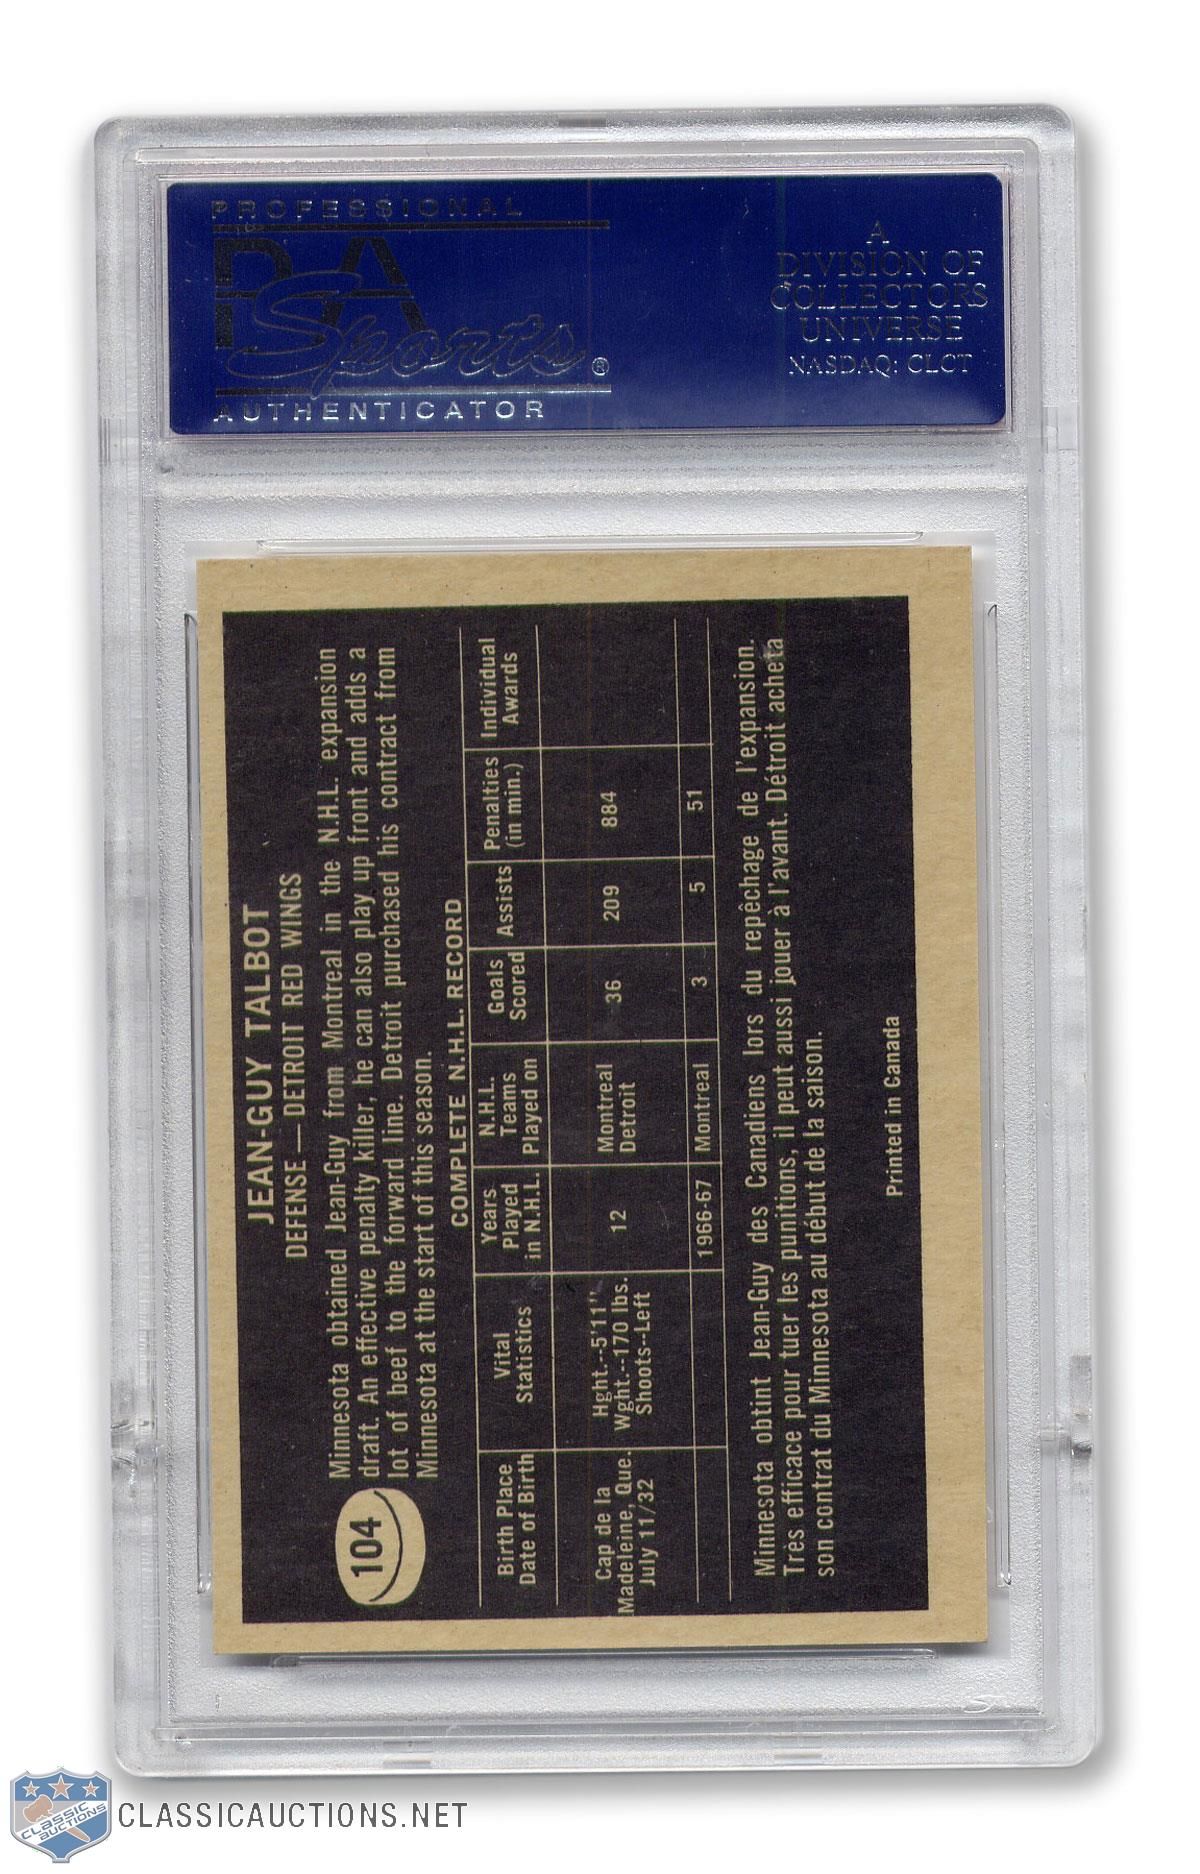 PROFESSIONAL
PSA
Sports®
AUTHENTICATOR
A
DIVISION OF
COLLECTORS
UNIVERSE
NASDAQ: CLCT
JEAN-GUY TALBOT
DEFENSE—DETROIT RED WINGS
104
Minnesota obtained Jean-Guy from Montreal in the N.H.L. expansion
draft. An effective penalty killer, he can also play up front and adds a
lot of beef to the forward line. Detroit purchased his contract from
Minnesota at the start of this season.
COMPLETE N.H.L. RECORD
Birth Place Date of Birth | Vital Statistics | Years Played in N.H.L. | N.H.L. Teams Played on | Goals Scored | Assists | Penalties (in min.) | Individual Awards
Cap de la Madeleine, Que. July 11/32 | Hght.--5'11" Wght.--170 lbs. Shoots--Left | 12 | Montreal Detroit | 36 | 209 | 884
1966-67 | Montreal | 3 | 5 | 51
Minnesota obtint Jean-Guy des Canadiens lors du repêchage de l'expansion.
Très efficace pour tuer les punitions, il peut aussi jouer à l'avant. Détroit acheta
son contrat du Minnesota au début de la saison.
Printed in Canada
CLASSIC AUCTIONS
CLASSICAUCTIONS.NET